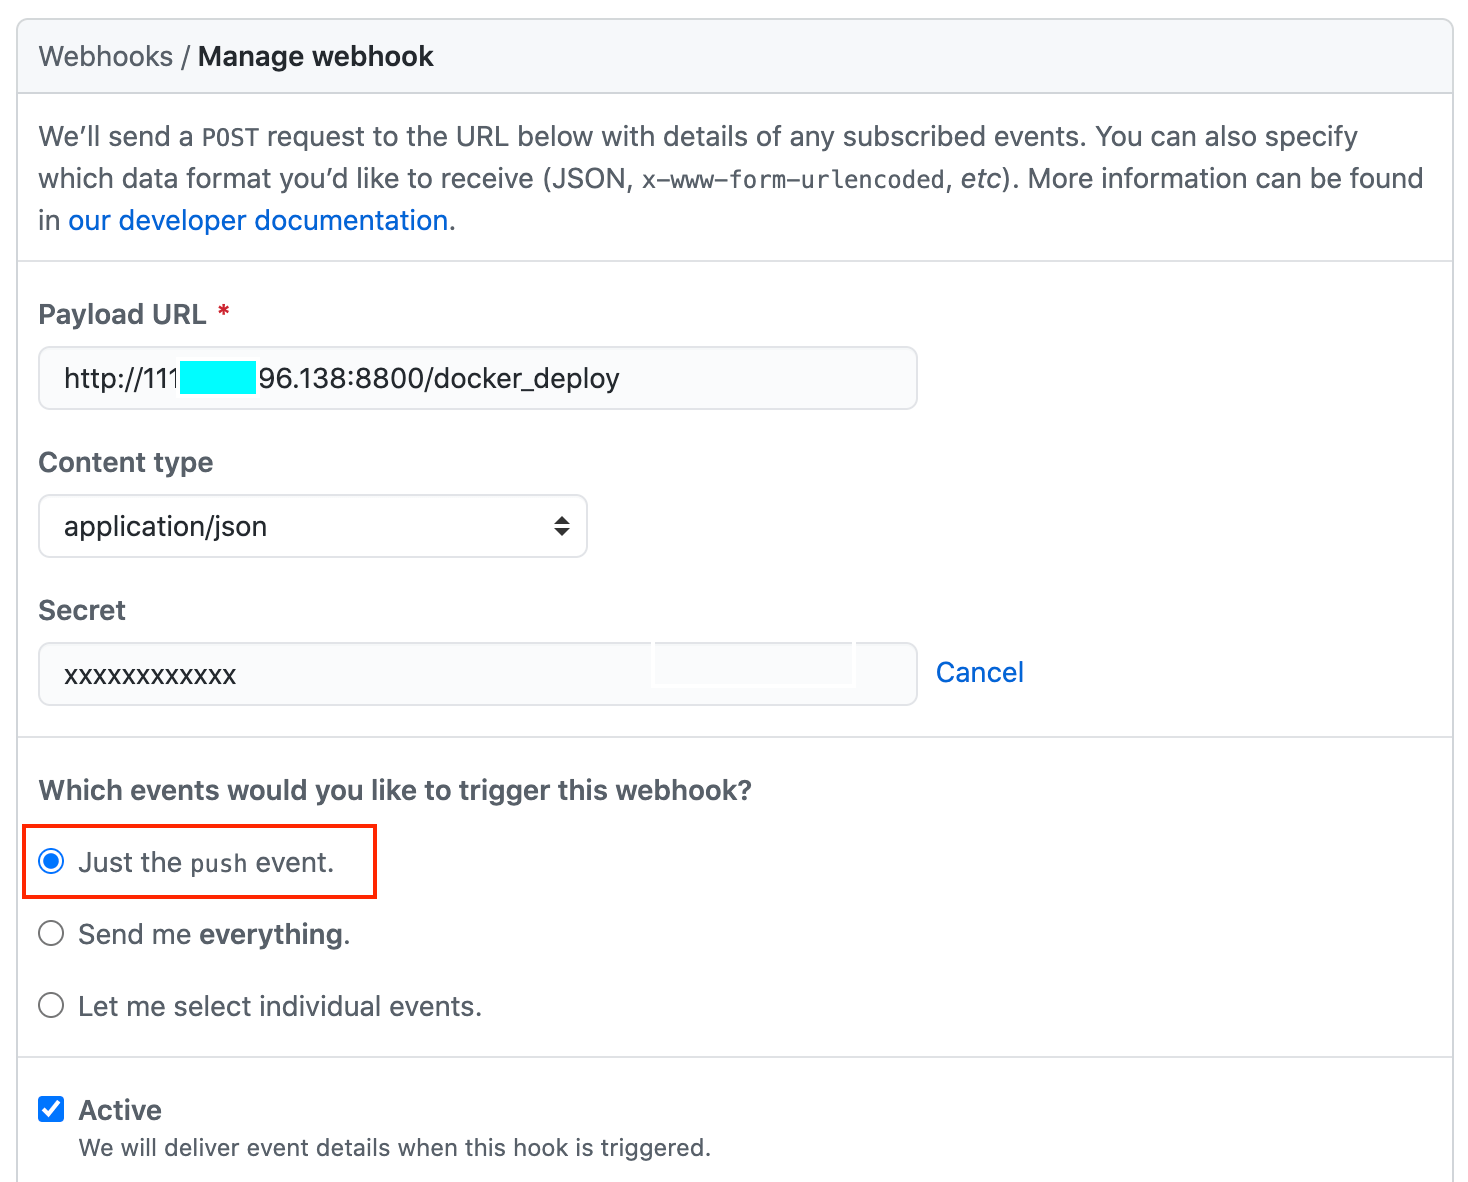 Webhooks / Manage webhook
We’ll send a POST request to the URL below with details of any subscribed events. You can also specify
which data format you’d like to receive (JSON, x-www-form-urlencoded, etc). More information can be found
in our developer documentation.
Payload URL *
http://111 96.138:8800/docker_deploy
Content type
application/json
Secret
xxxxxxxxxxxx
Cancel
Which events would you like to trigger this webhook?
Just the push event.
Send me everything.
Let me select individual events.
Active
We will deliver event details when this hook is triggered.